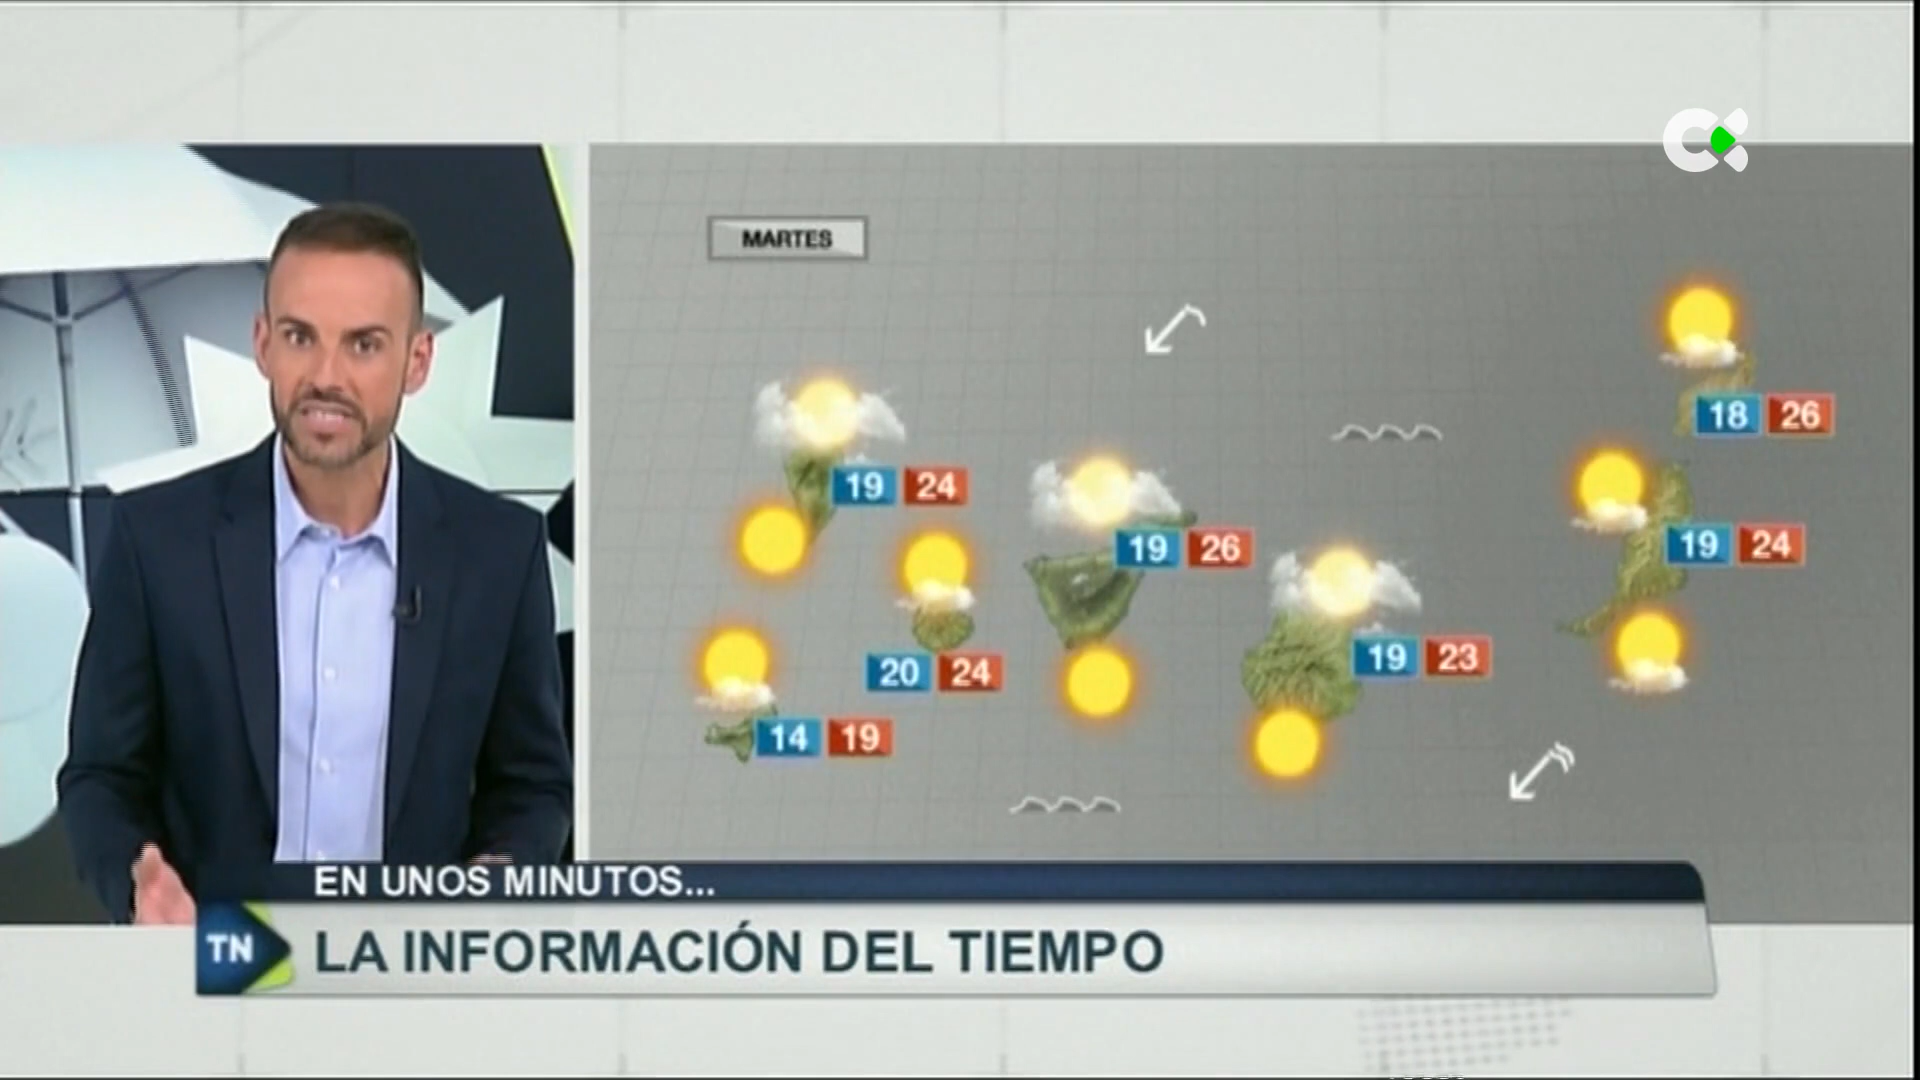 MARTES
18 26
19 24
19 26
19 24
20 24
19 23
14 19
EN UNOS MINUTOS...
TN
LA INFORMACIÓN DEL TIEMPO